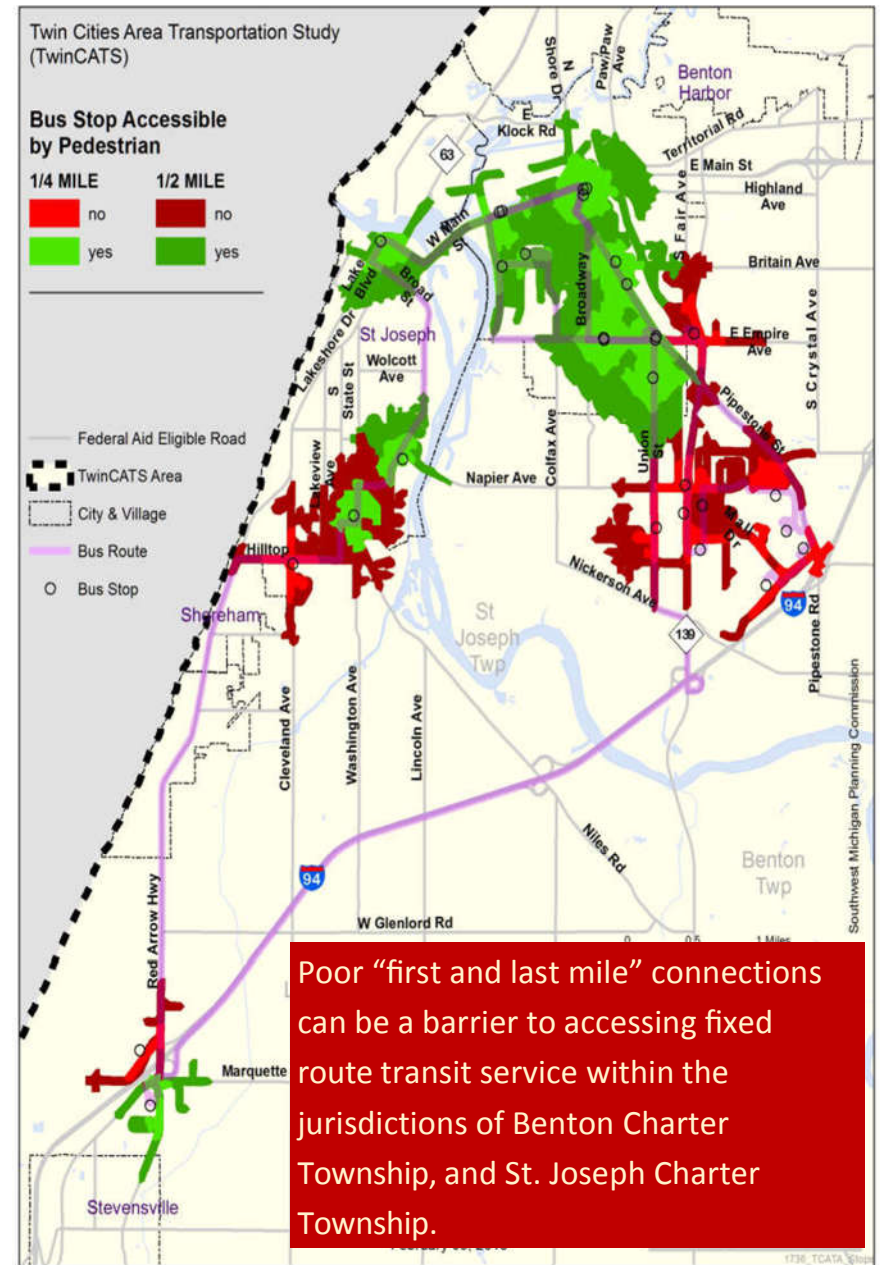 Twin Cities Area Transportation Study
(TwinCATS)
Bus Stop Accessible
by Pedestrian
1/4 MILE 1/2 MILE
no no
yes yes
Federal Aid Eligible Road
TwinCATS Area
City & Village
Bus Route
Bus Stop
N
Shore Dr
Paw Paw
Ave
Benton
Harbor
E
Klock Rd
Territorial Rd
63
E Main St
Highland
Ave
S Fair Ave
W Main
St
Lake
Blvd
Broad
St
Broadway
Britain Ave
S Crystal Ave
Lakeshore Dr
St Joseph
E Empire
Ave
Wolcott
Ave
S
State St
Pipestone St
Lakeview
Ave
Colfax Ave
Union
St
Napier Ave
Mall
Dr
Hilltop
Nickerson Ave
94
Shoreham
St
Joseph
Twp
139
Pipestone Rd
Cleveland Ave
Washington Ave
Lincoln Ave
Niles Rd
Benton
Twp
94
Southwest Michigan Planning Commission
Red Arrow Hwy
W Glenlord Rd
0 0.5 1 Miles
Poor “first and last mile” connections
can be a barrier to accessing fixed
route transit service within the
jurisdictions of Benton Charter
Township, and St. Joseph Charter
Township.
Marquette
Stevensville